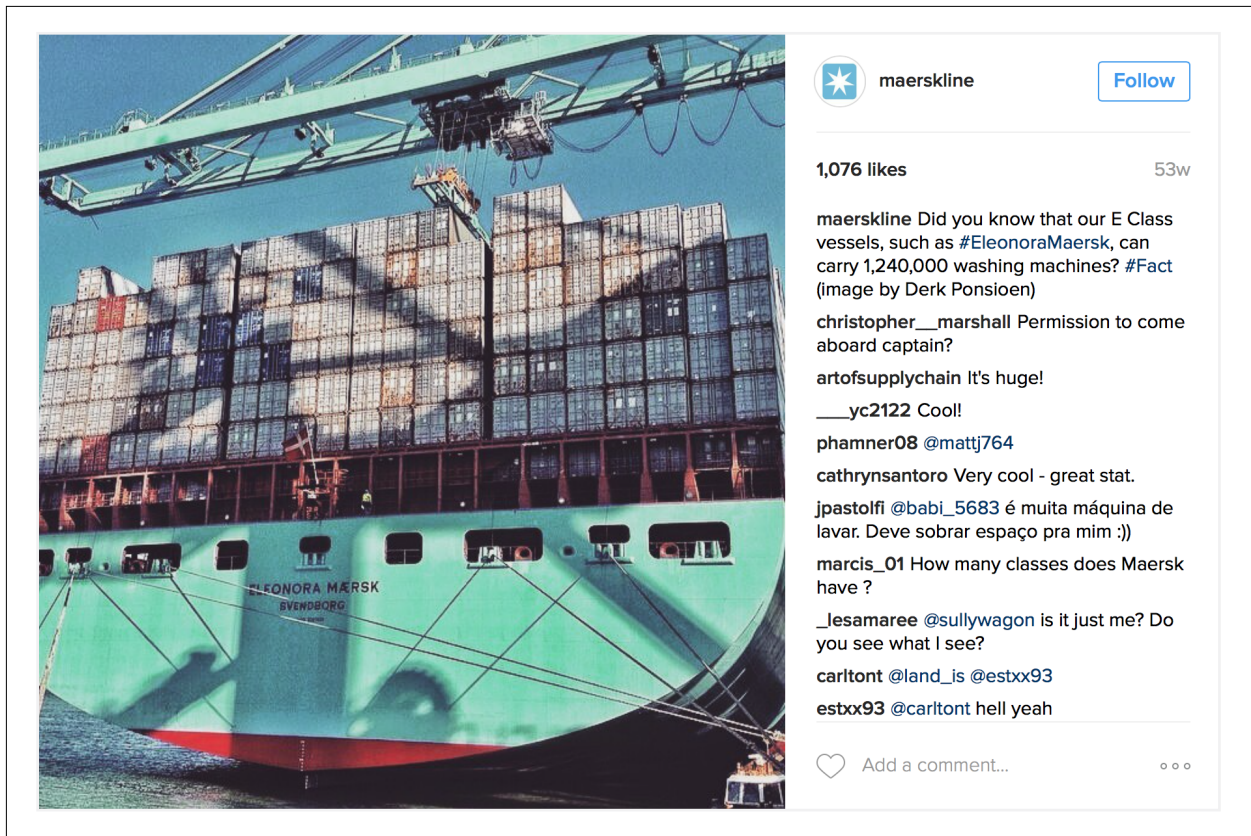 maerskline
Follow
1,076 likes
53w
maerskline Did you know that our E Class
vessels, such as #EleonoraMaersk, can
carry 1,240,000 washing machines? #Fact
(image by Derk Ponsioen)
christopher__marshall Permission to come
aboard captain?
artofsupplychain It's huge!
___yc2122 Cool!
phamner08 @mattj764
cathrynsantoro Very cool - great stat.
jpastolfi @babi_5683 é muita máquina de
lavar. Deve sobrar espaço pra mim :))
marcis_01 How many classes does Maersk
have ?
_lesamaree @sullywagon is it just me? Do
you see what I see?
carltont @land_is @estxx93
estxx93 @carltont hell yeah
Add a comment...
ELEONORA MÆRSK
SVENDBORG